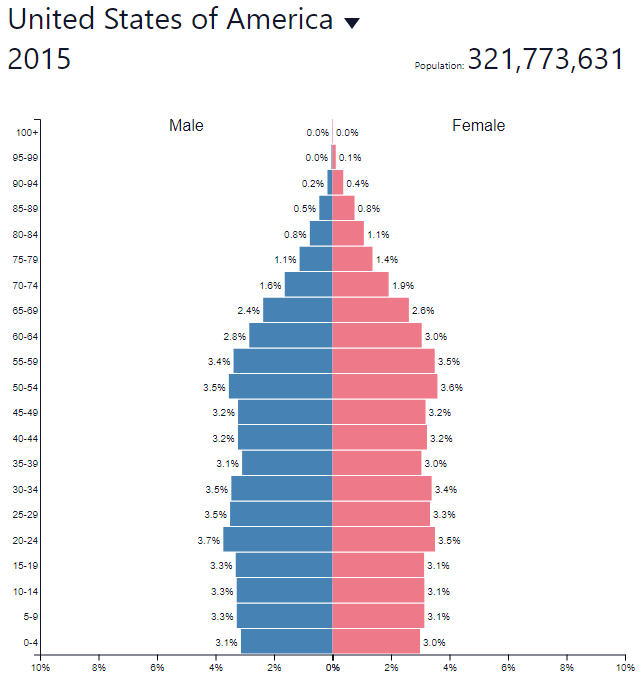 United States of America
2015
Population: 321,773,631
Male Female
100+ 0.0% 0.0%
95-99 0.0% 0.1%
90-94 0.2% 0.4%
85-89 0.5% 0.8%
80-84 0.8% 1.1%
75-79 1.1% 1.4%
70-74 1.6% 1.9%
65-69 2.4% 2.6%
60-64 2.8% 3.0%
55-59 3.4% 3.5%
50-54 3.5% 3.6%
45-49 3.2% 3.2%
40-44 3.2% 3.2%
35-39 3.1% 3.0%
30-34 3.5% 3.4%
25-29 3.5% 3.3%
20-24 3.7% 3.5%
15-19 3.3% 3.1%
10-14 3.3% 3.1%
5-9 3.3% 3.1%
0-4 3.1% 3.0%
10% 8% 6% 4% 2% 0% 2% 4% 6% 8% 10%